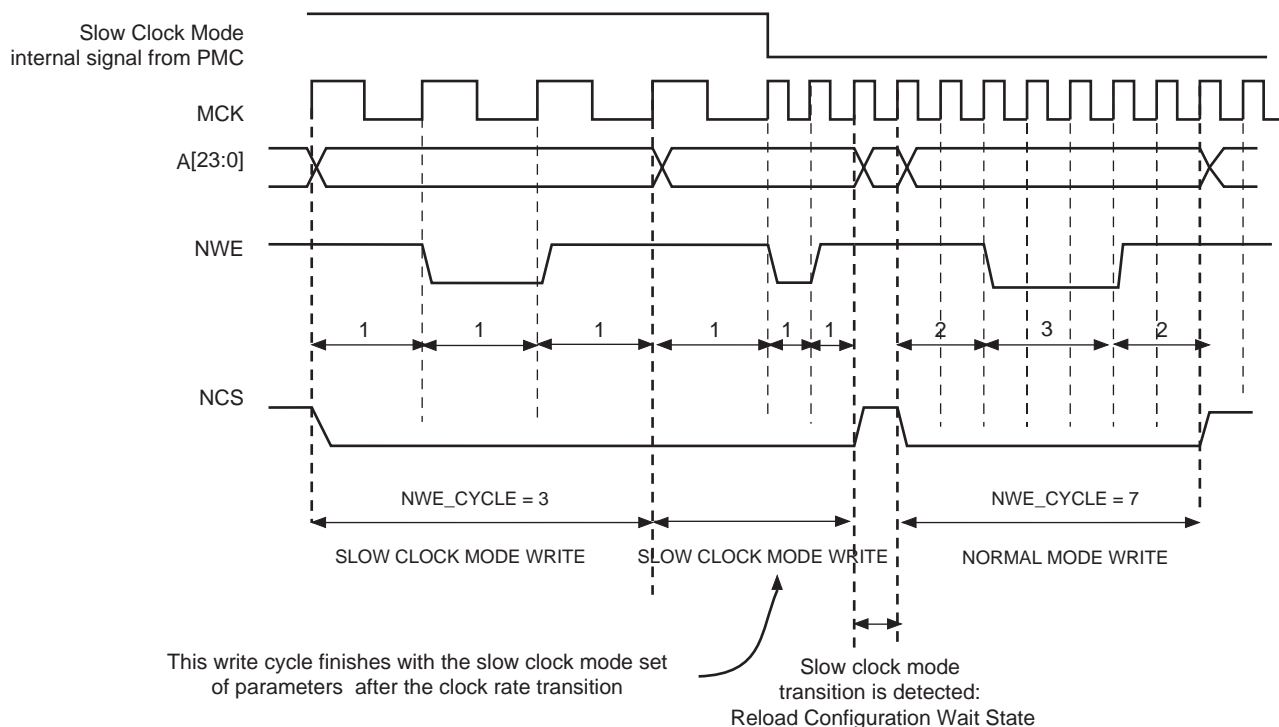 Slow Clock Mode
internal signal from PMC
MCK
A[23:0]
NWE
1 1 1 1 1 1 2 3 2
NCS
NWE_CYCLE = 3
NWE_CYCLE = 7
SLOW CLOCK MODE WRITE
SLOW CLOCK MODE WRITE
NORMAL MODE WRITE
This write cycle finishes with the slow clock mode set
of parameters after the clock rate transition
Slow clock mode
transition is detected:
Reload Configuration Wait State